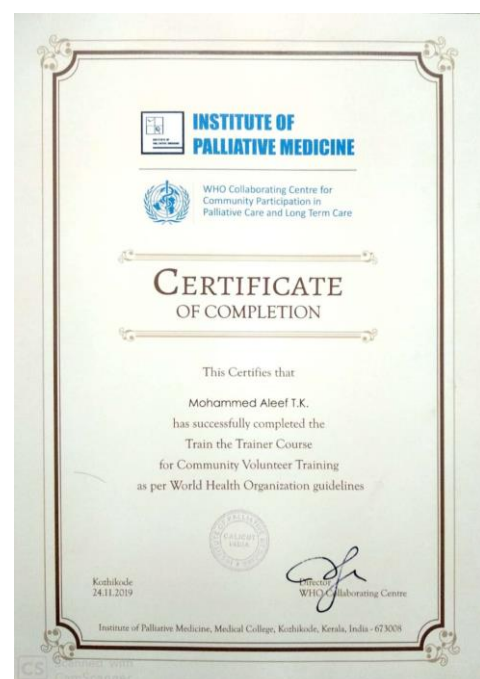 INSTITUTE OF
PALLIATIVE MEDICINE
WHO Collaborating Centre for
Community Participation in
Palliative Care and Long Term Care
CERTIFICATE
OF COMPLETION
This Certifies that
Mohammed Aleef T.K.
has successfully completed the
Train the Trainer Course
for Community Volunteer Training
as per World Health Organization guidelines
CALICUT
INDIA
Kozhikode
24.11.2019
Director
WHO Collaborating Centre
Institute of Palliative Medicine, Medical College, Kozhikode, Kerala, India - 673008
CS Scanned with